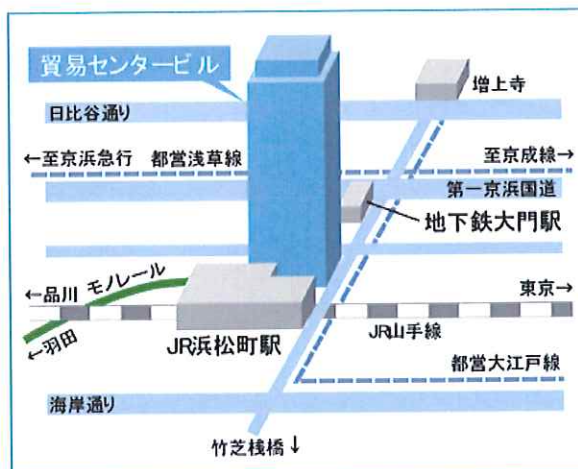 貿易センタービル
増上寺
日比谷通り
←至京浜急行 都営浅草線 至京成線→
第一京浜国道
地下鉄大門駅
モノレール
←品川
東京→
←羽田
JR浜松町駅
JR山手線
都営大江戸線
海岸通り
竹芝桟橋↓